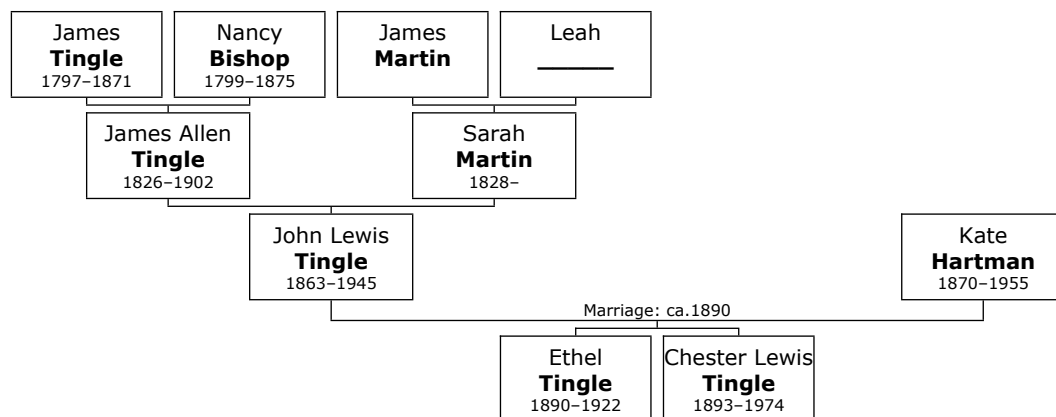 James
Tingle
1797–1871
Nancy
Bishop
1799–1875
James
Martin
Leah
______
James Allen
Tingle
1826–1902
Sarah
Martin
1828–
John Lewis
Tingle
1863–1945
Kate
Hartman
1870–1955
Marriage: ca.1890
Ethel
Tingle
1890–1922
Chester Lewis
Tingle
1893–1974